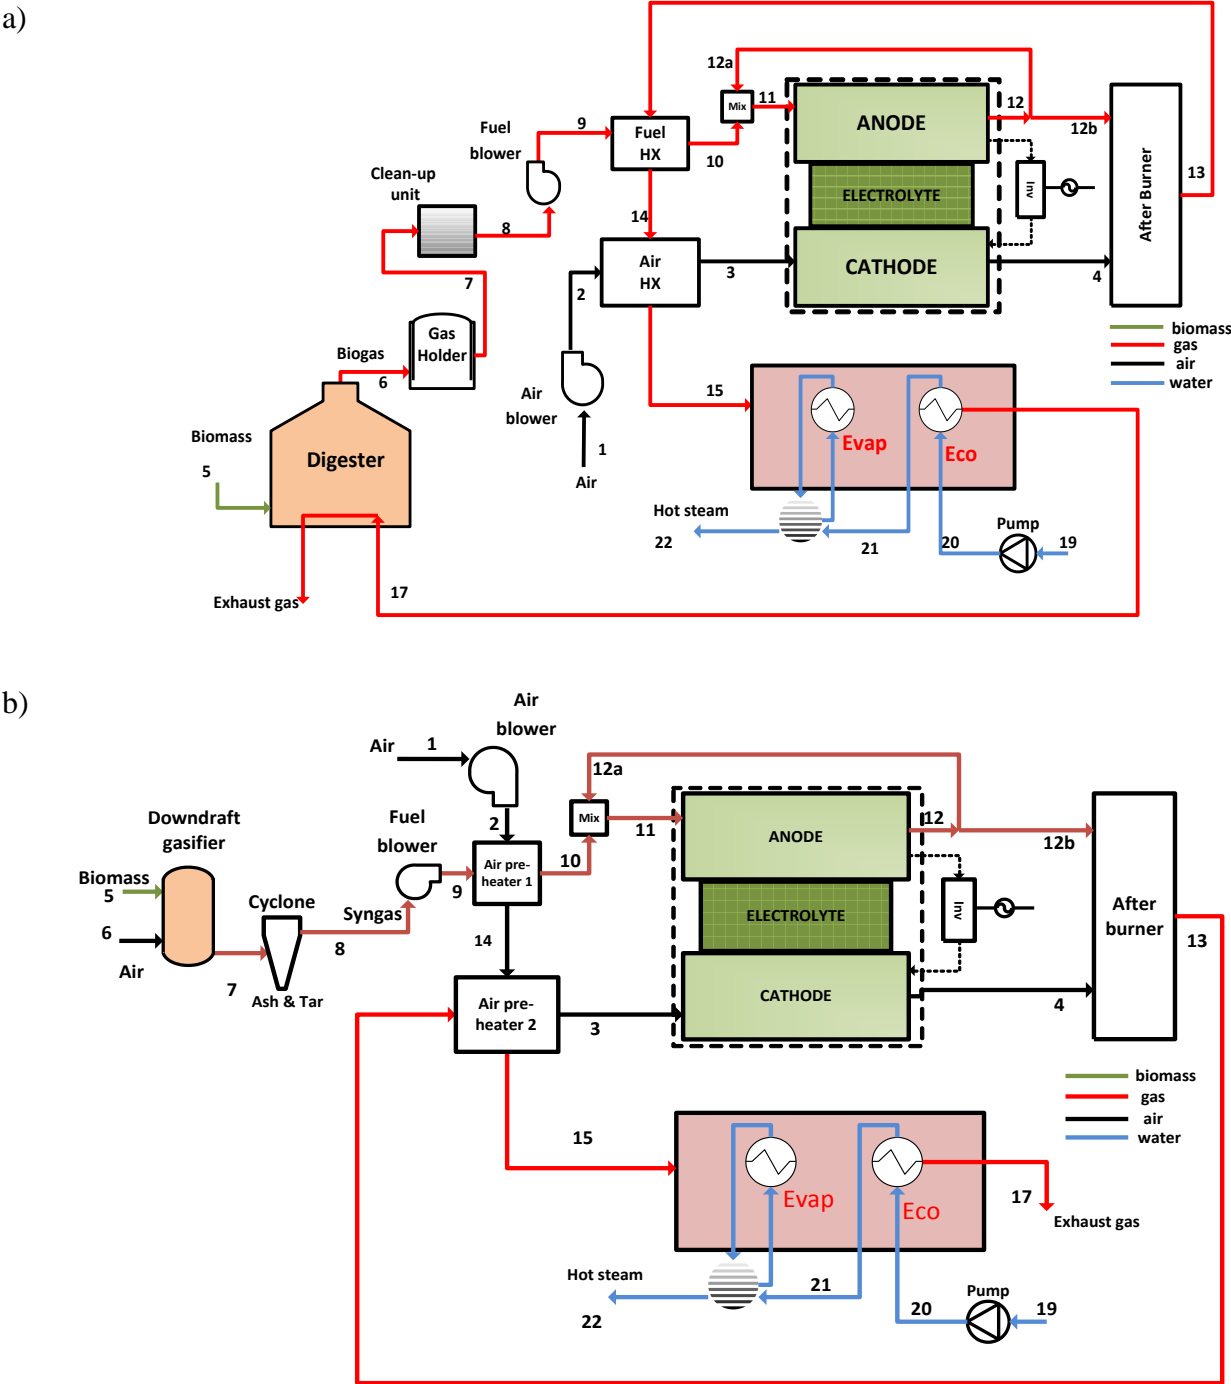 a)
12a
Mix
11
ANODE
12
12b
Fuel
blower
9
Fuel
HX
10
Clean-up
unit
8
13
Inv
After Burner
ELECTROLYTE
14
Air
HX
3
CATHODE
4
2
7
Gas
Holder
Biogas
6
biomass
gas
air
water
Air
blower
15
Biomass
5
Digester
1
Air
Evap
Eco
Hot steam
22
21
20
Pump
19
Exhaust gas
17
b)
Air
blower
Air
1
12a
Mix
11
ANODE
12
12b
Downdraft
gasifier
Fuel
blower
2
10
Air pre-
heater 1
9
Biomass
5
Cyclone
Syngas
6
Air
8
7
Ash & Tar
14
ELECTROLYTE
Inv
After
burner
13
Air pre-
heater 2
3
CATHODE
4
biomass
gas
air
water
15
Evap
Eco
17
Exhaust gas
Hot steam
22
21
20
Pump
19